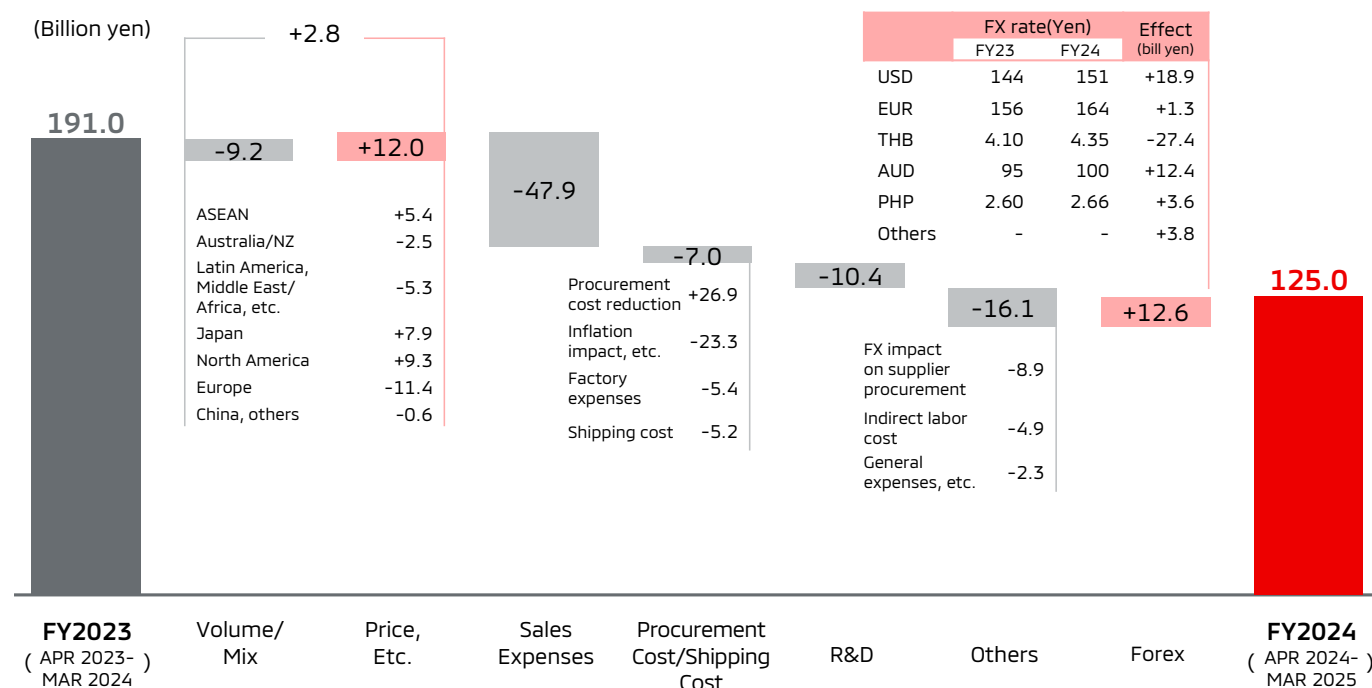 (Billion yen)
+2.8
FX rate(Yen) Effect
FY23 FY24 (bill yen)
USD 144 151 +18.9
EUR 156 164 +1.3
THB 4.10 4.35 -27.4
AUD 95 100 +12.4
PHP 2.60 2.66 +3.6
Others - - +3.8
191.0
-9.2
+12.0
ASEAN +5.4
Australia/NZ -2.5
Latin America,
Middle East/
Africa, etc.
-5.3
Japan +7.9
North America +9.3
Europe -11.4
China, others -0.6
-47.9
-7.0
Procurement
cost reduction
+26.9
Inflation
impact, etc.
-23.3
Factory
expenses
-5.4
Shipping cost -5.2
-10.4
-16.1
FX impact
on supplier
procurement
-8.9
Indirect labor
cost
-4.9
General
expenses, etc.
-2.3
+12.6
125.0
FY2023
( APR 2023-
MAR 2024 )
Volume/
Mix
Price,
Etc.
Sales
Expenses
Procurement
Cost/Shipping
Cost
R&D
Others
Forex
FY2024
( APR 2024-
MAR 2025 )